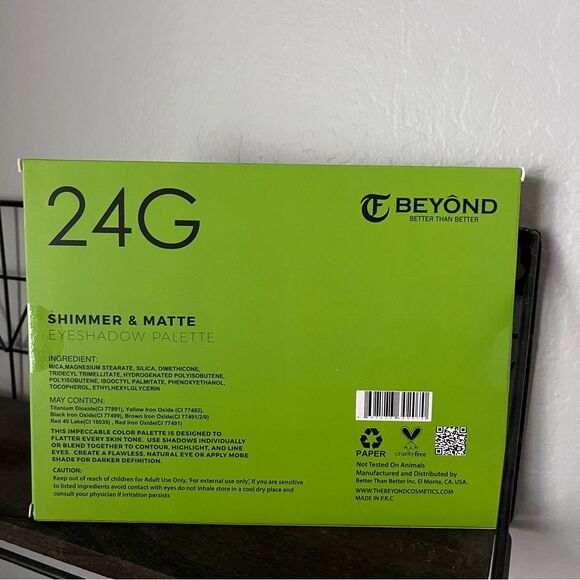 24G
BEYÔND
BETTER THAN BETTER
SHIMMER & MATTE
EYESHADOW PALETTE
INGREDIENT:
MICA,MAGNESIUM STEARATE, SILICA, DIMETHICONE,
TRIDECYL TRIMELLITATE, HYDROGENATED POLYISOBUTENE,
POLYISOBUTENE, ISOOCTYL PALMITATE, PHENOXYETHANOL,
TOCOPHEROL, ETHYLHEXYLGLYCERIN
MAY CONTION:
Titanium Dioxide(CI 77891), Yellow Iron Oxide (CI 77492),
Black Iron Oxide(CI 77499), Brown Iron Oxide(CI 77491/2/9)
Red 40 Lake(CI 16035) , Red Iron Oxide(CI 77491)
THIS IMPECCABLE COLOR PALETTE IS DESIGNED TO
FLATTER EVERY SKIN TONE. USE SHADOWS INDIVIDUALLY
OR BLEND TOGETHER TO CONTOUR, HIGHLIGHT, AND LINE
EYES. CREATE A FLAWLESS, NATURAL EYE OR APPLY MORE
SHADE FOR DARKER DEFINITION.
CAUTION:
Keep out of reach of children for Adult Use Only, 'For external use only', If you are sensitive
to listed ingredients avoid contact with eyes do not inhale store in a cool dry place and
consult your physician if irritation persists
PAPER
crueltyfree
Not Tested On Animals
Manufactured and Distributed by
Better Than Better Inc. El Monte, CA. USA.
WWW.THEBEYONDCOSMETICS.COM
MADE IN P.R.C